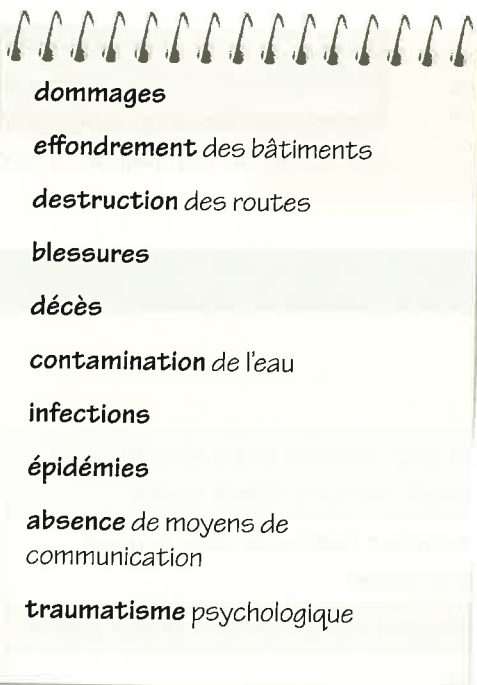 dommages
effondrement des bâtiments
destruction des routes
blessures
décès
contamination de l'eau
infections
épidémies
absence de moyens de
communication
traumatisme psychologique